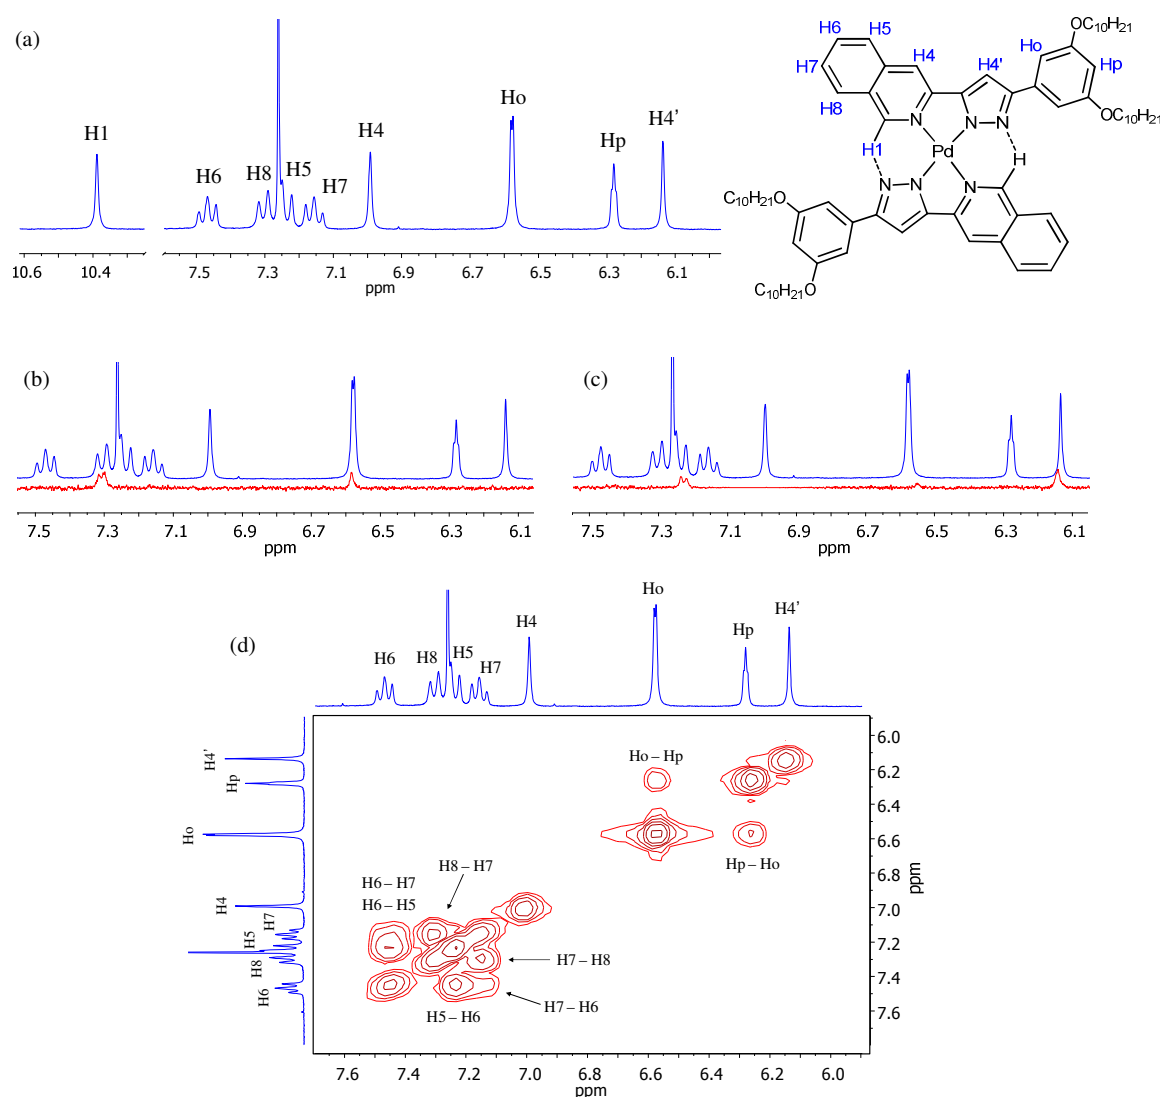 (a)
H1
H6
H8
H5
H7
H4
Ho
Hp
H4'
10.6 10.4 7.5 7.3 7.1 6.9 6.7 6.5 6.3 6.1
ppm
H6 H5
H7 H4 H4'
H8
H1
Ho Hp
OC10H21
OC10H21
N N N
Pd
H
N N N
C10H21O
C10H21O
(b)
7.5 7.3 7.1 6.9 6.7 6.5 6.3 6.1
ppm
(c)
7.5 7.3 7.1 6.9 6.7 6.5 6.3 6.1
ppm
(d)
H6
H8
H5
H7
H4
Ho
Hp
H4'
H4'
Hp
Ho
H4
H7
H5
H8
H6
Ho – Hp
Hp – Ho
H8 – H7
H6 – H7
H6 – H5
H7 – H8
H7 – H6
H5 – H6
6.0
6.2
6.4
6.6
6.8
7.0
7.2
7.4
7.6
ppm
7.6 7.4 7.2 7.0 6.8 6.6 6.4 6.2 6.0
ppm